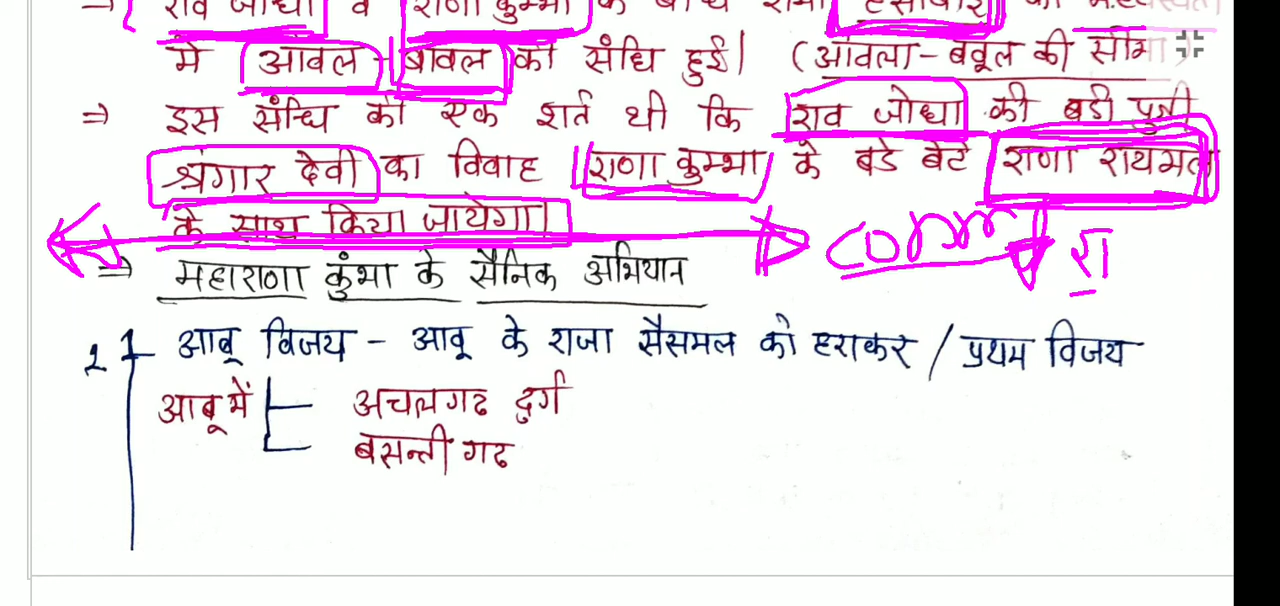 राव जोधा व राणा कुम्भा के बीच हंसाबाई की
में आवल - बावल की संधि हुई। (आंवला - बबूल की सीमा
⇒ इस संन्धि की एक शर्त थी कि राव जोधा की बडी पुत्री
श्रंगार देवी का विवाह राणा कुम्भा के बडे बेटे राणा रायमल
के साथ किया जायेगा।
रा
⇒ महाराणा कुंभा के सैनिक अभियान
1 आबू विजय - आबू के राजा सैसमल को हराकर / प्रथम विजय
आबू में अचलगढ दुर्ग
बसन्ती गढ